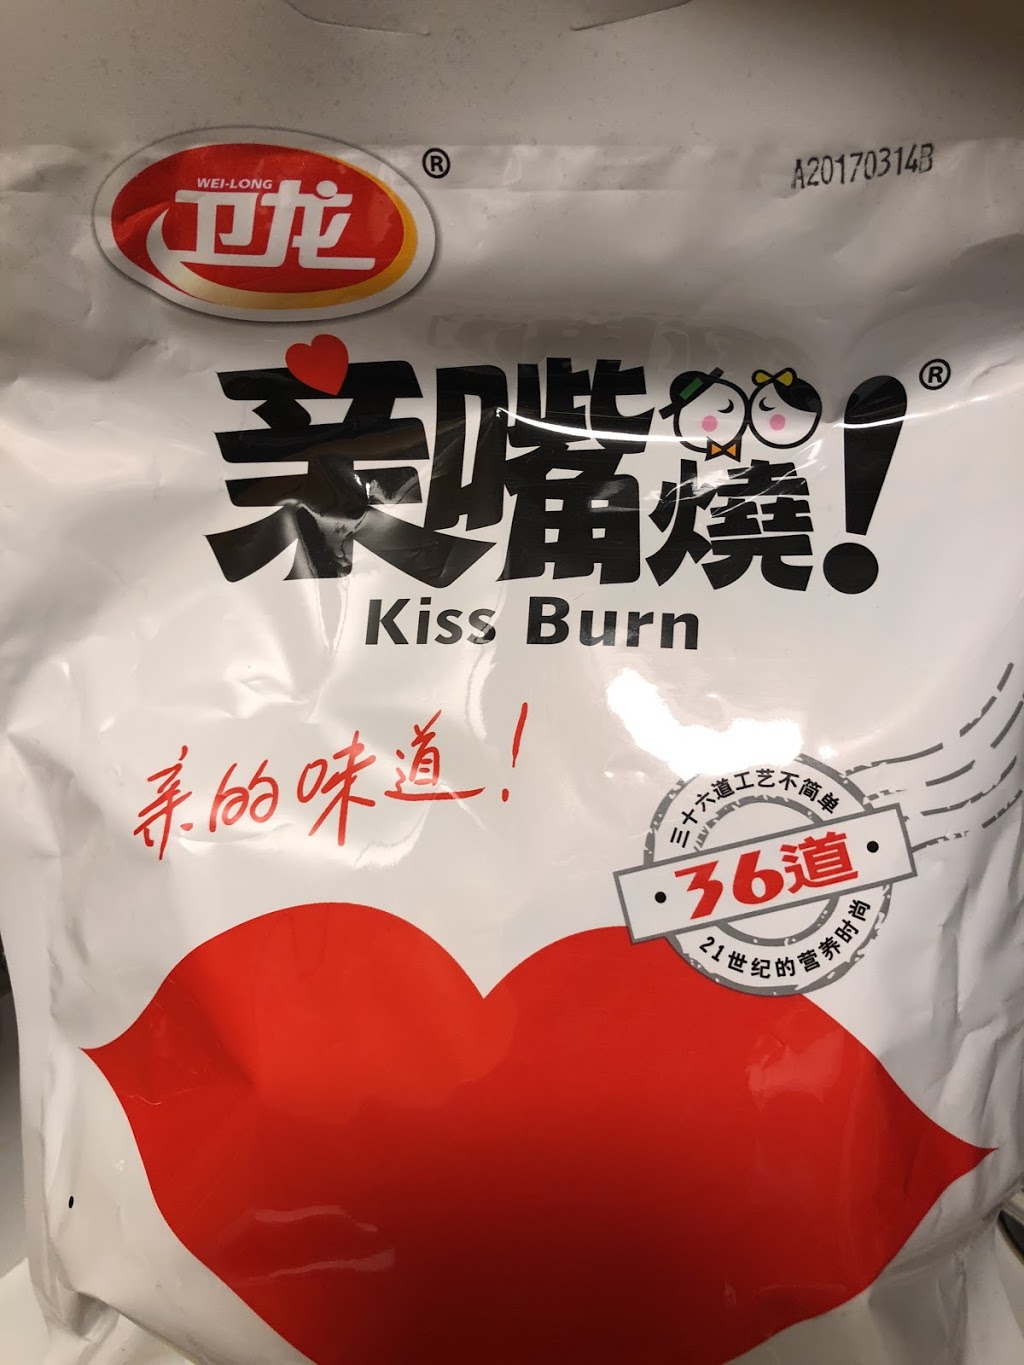 WEI-LONG
卫龙
®
A20170314B
亲嘴燒!
®
Kiss Burn
亲的味道!
三十六道工艺不简单
36道
21世纪的营养时尚